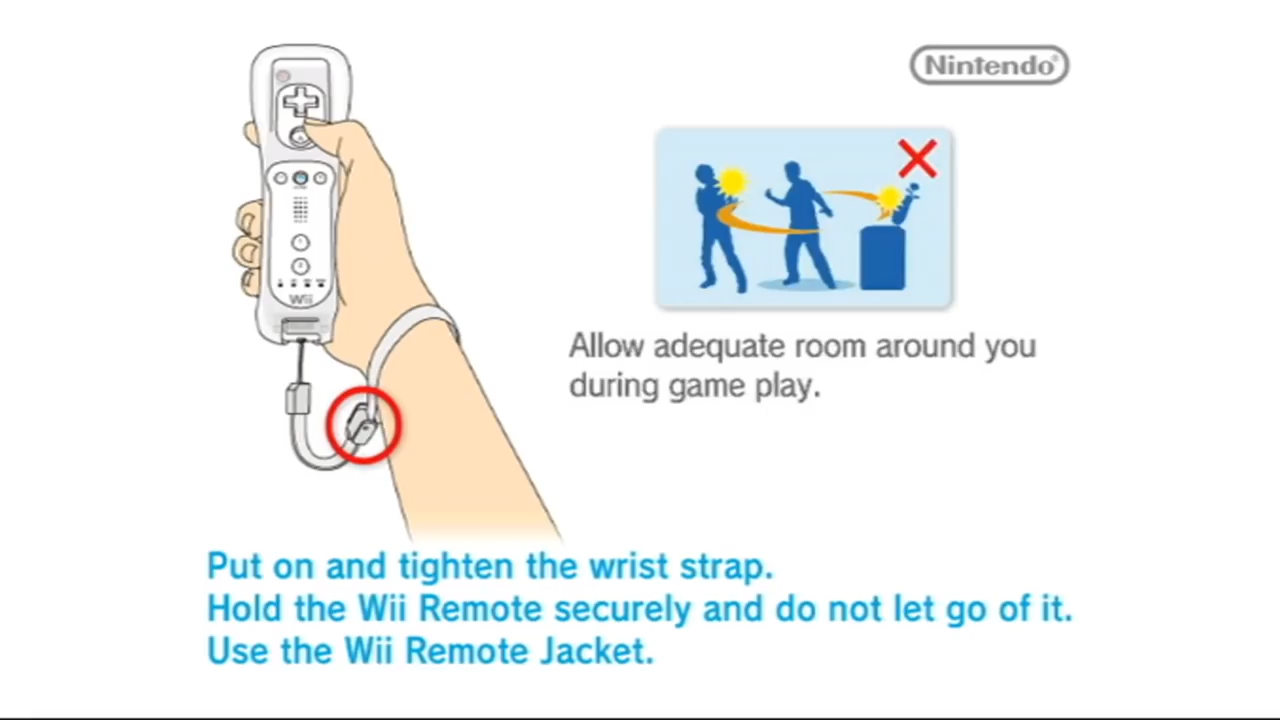 Nintendo®
Allow adequate room around you
during game play.
Wii
Put on and tighten the wrist strap.
Hold the Wii Remote securely and do not let go of it.
Use the Wii Remote Jacket.